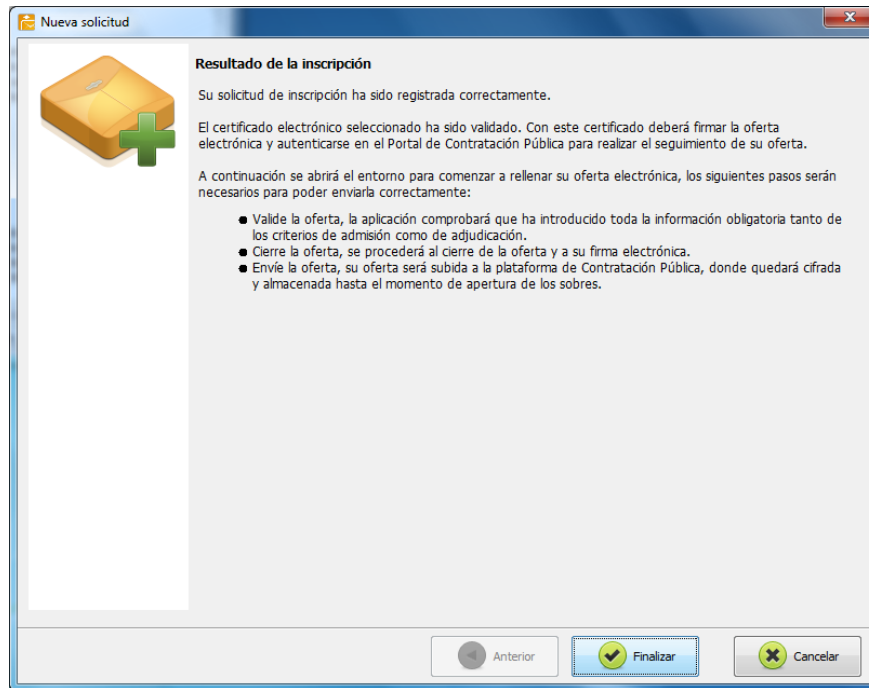 Nueva solicitud
Resultado de la inscripción
Su solicitud de inscripción ha sido registrada correctamente.
El certificado electrónico seleccionado ha sido validado. Con este certificado deberá firmar la oferta
electrónica y autenticarse en el Portal de Contratación Pública para realizar el seguimiento de su oferta.
A continuación se abrirá el entorno para comenzar a rellenar su oferta electrónica, los siguientes pasos serán
necesarios para poder enviarla correctamente:
● Valide la oferta, la aplicación comprobará que ha introducido toda la información obligatoria tanto de
los criterios de admisión como de adjudicación.
● Cierre la oferta, se procederá al cierre de la oferta y a su firma electrónica.
● Envíe la oferta, su oferta será subida a la plataforma de Contratación Pública, donde quedará cifrada
y almacenada hasta el momento de apertura de los sobres.
Anterior
Finalizar
Cancelar